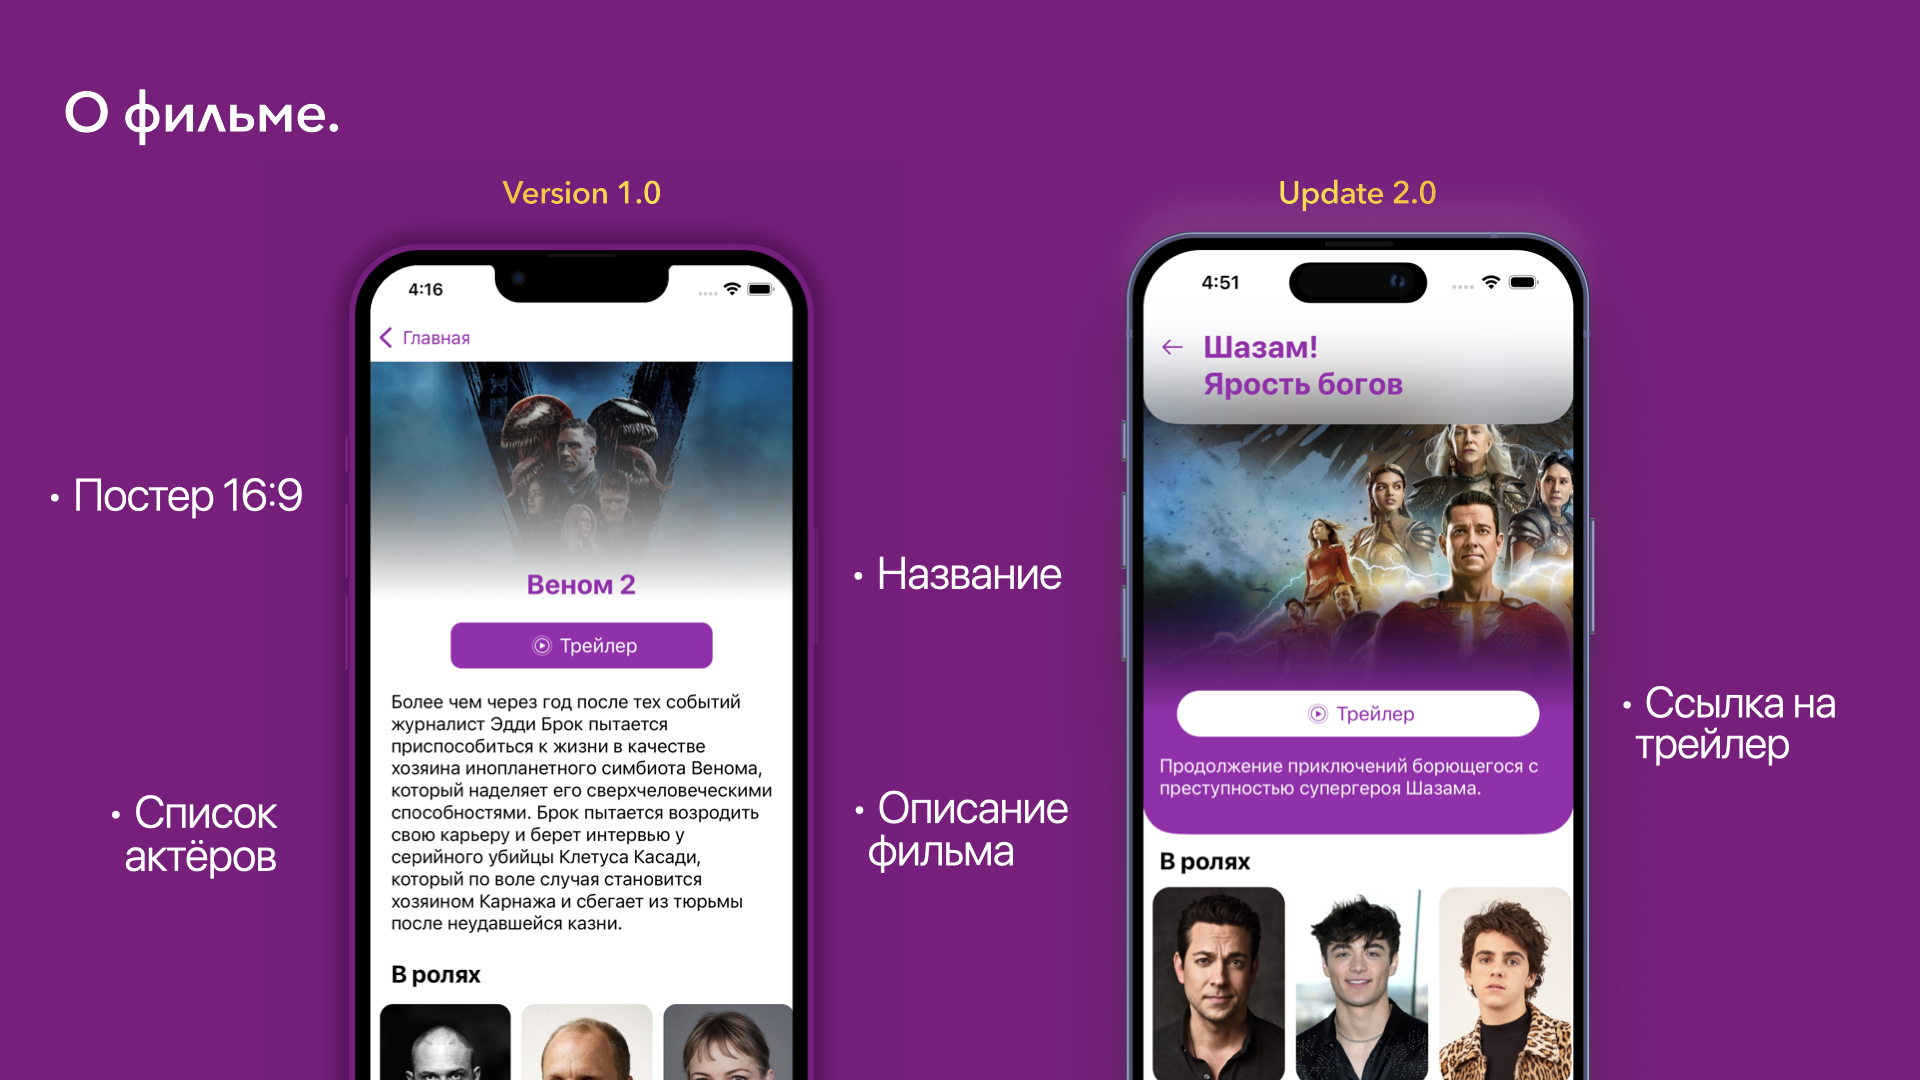 О фильме.
Version 1.0
Update 2.0
4:16
Главная
Веном 2
Трейлер
Более чем через год после тех событий
журналист Эдди Брок пытается
приспособиться к жизни в качестве
хозяина инопланетного симбиота Венома,
который наделяет его сверхчеловеческими
способностями. Брок пытается возродить
свою карьеру и берет интервью у
серийного убийцы Клетуса Касади,
который по воле случая становится
хозяином Карнажа и сбегает из тюрьмы
после неудавшейся казни.
В ролях
• Постер 16:9
• Список
актёров
• Название
• Описание
фильма
4:51
Шазам!
Ярость богов
Трейлер
Продолжение приключений борющегося с
преступностью супергероя Шазама.
В ролях
• Ссылка на
трейлер